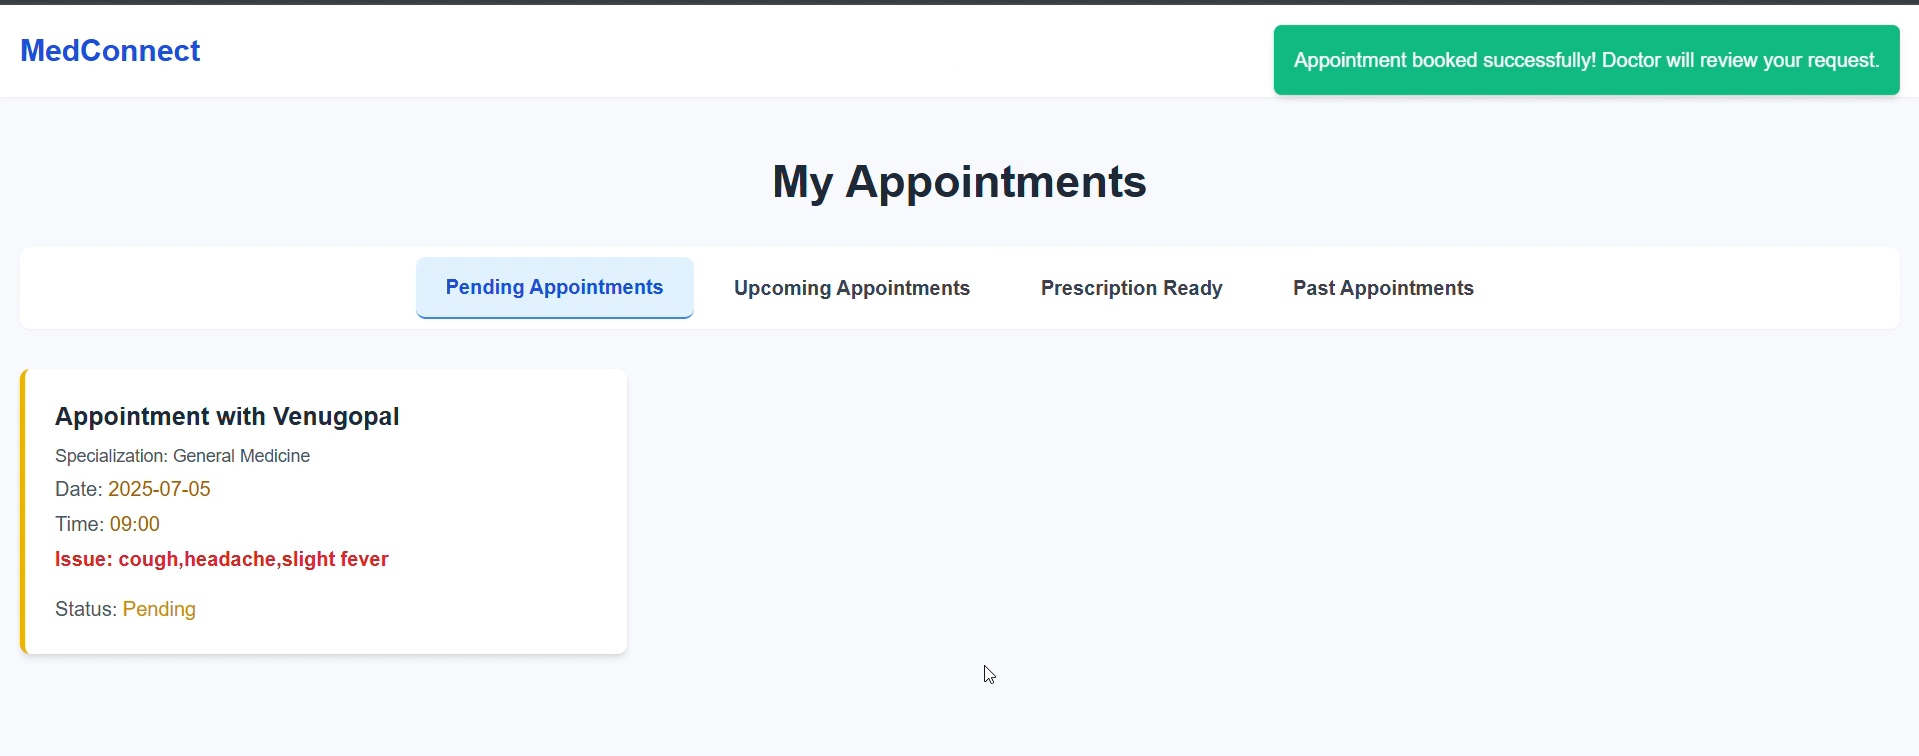 MedConnect
Appointment booked successfully! Doctor will review your request.
My Appointments
Pending Appointments
Upcoming Appointments
Prescription Ready
Past Appointments
Appointment with Venugopal
Specialization: General Medicine
Date: 2025-07-05
Time: 09:00
Issue: cough,headache,slight fever
Status: Pending